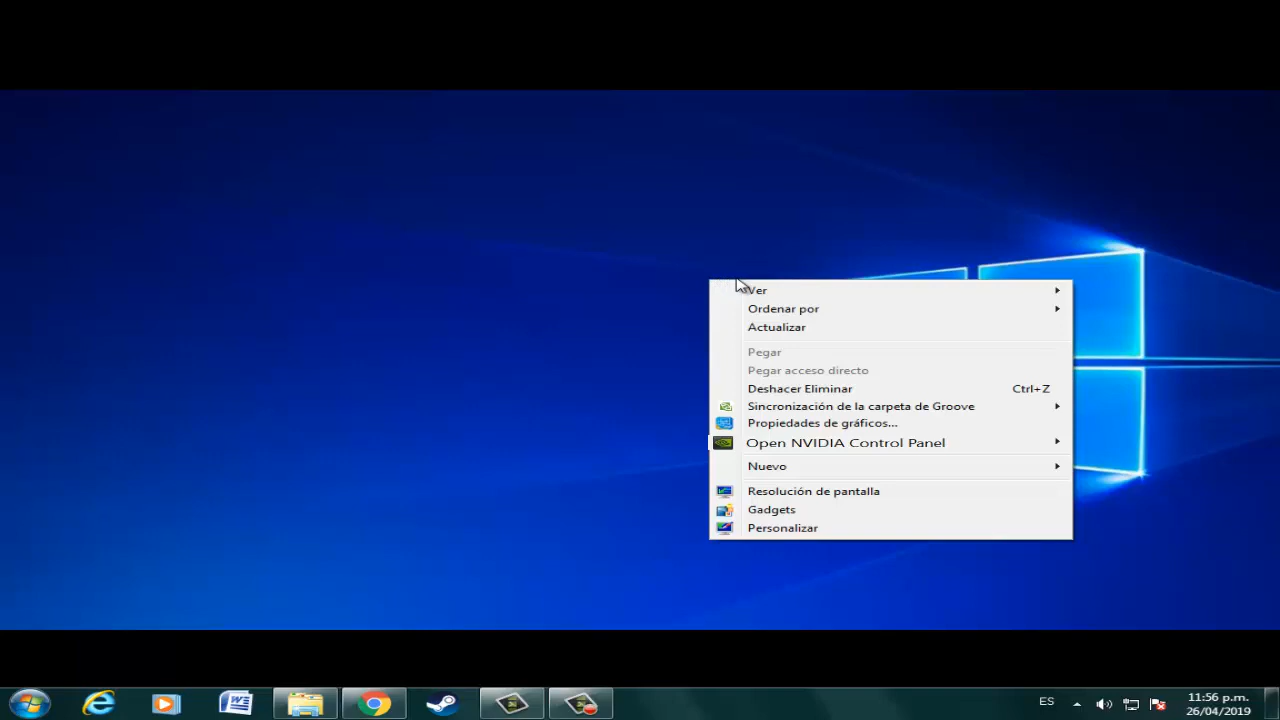 Ver
Ordenar por
Actualizar
Pegar
Pegar acceso directo
Deshacer Eliminar Ctrl+Z
Sincronización de la carpeta de Groove
Propiedades de gráficos...
Open NVIDIA Control Panel
Nuevo
Resolución de pantalla
Gadgets
Personalizar
ES
11:56 p.m.
26/04/2019